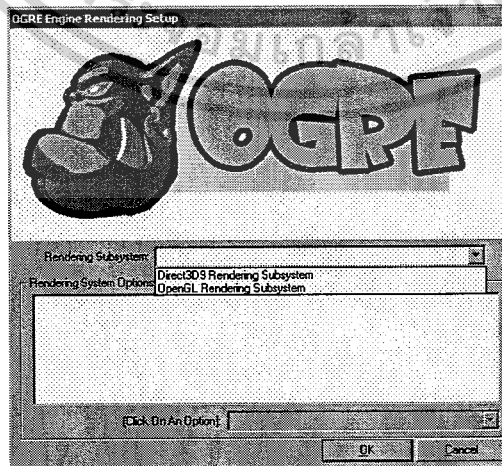 OGRE Engine Rendering Setup
OGRE
Rendering Subsystem:
Direct3D9 Rendering Subsystem
OpenGL Rendering Subsystem
Rendering System Options
[Click On An Option]:
OK
Cancel